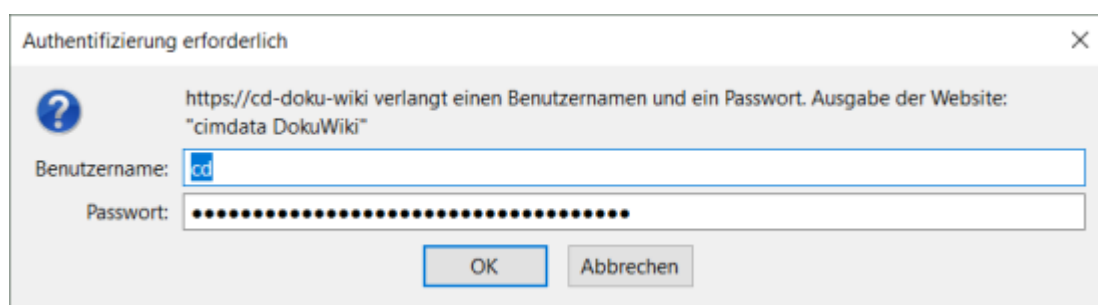 Authentifizierung erforderlich
https://cd-doku-wiki verlangt einen Benutzernamen und ein Passwort. Ausgabe der Website:
"cimdata DokuWiki"
Benutzername: cd
Passwort: ●●●●●●●●●●●●●●●●●●●●●●●●●●●●●●●●●●●●
OK Abbrechen